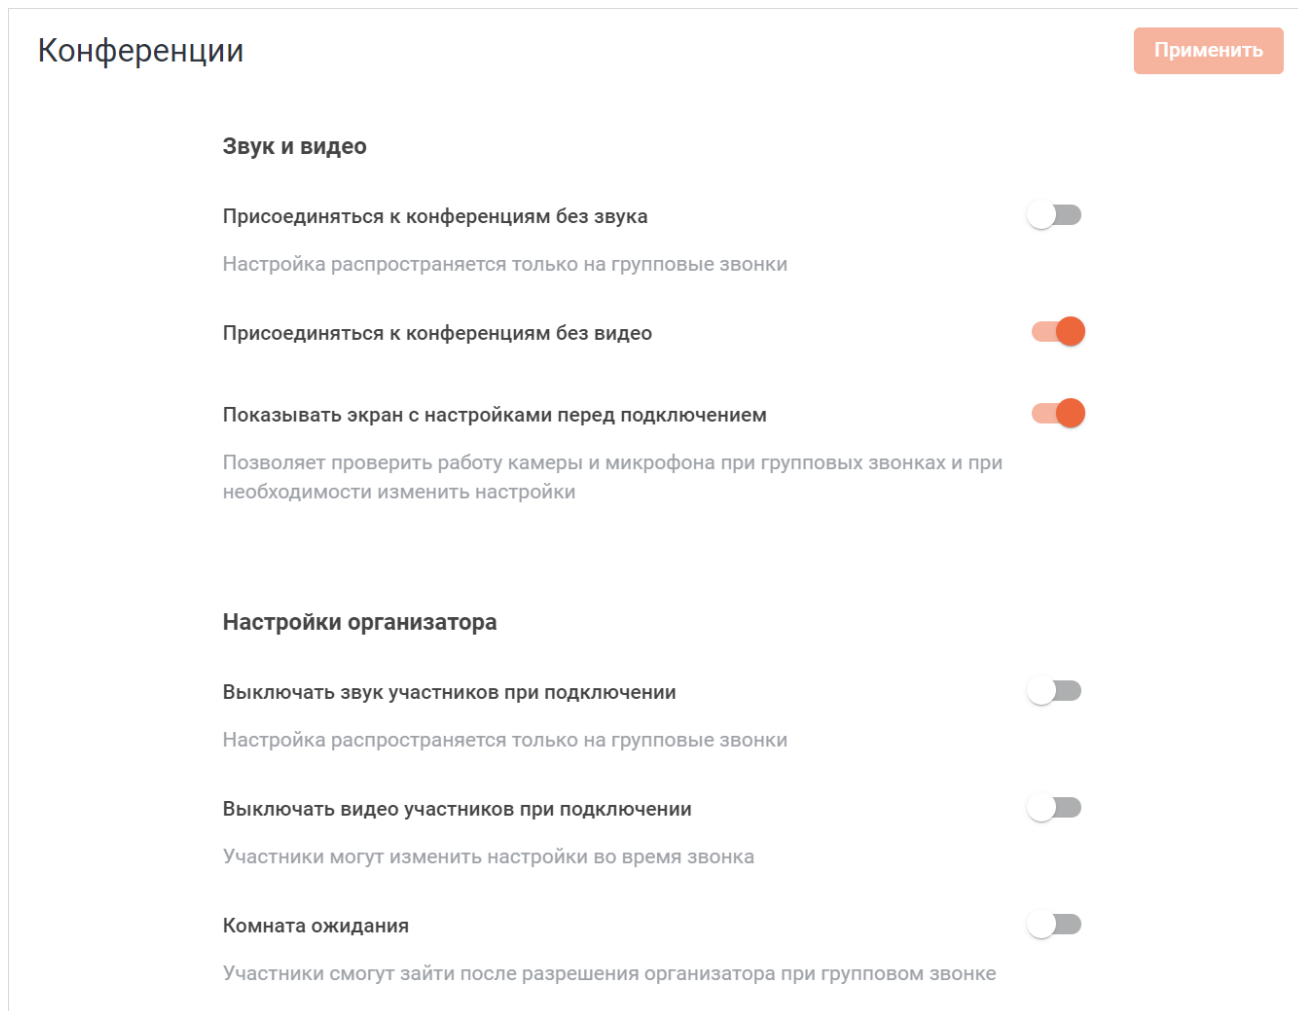 Конференции
Применить
Звук и видео
Присоединяться к конференциям без звука
Настройка распространяется только на групповые звонки
Присоединяться к конференциям без видео
Показывать экран с настройками перед подключением
Позволяет проверить работу камеры и микрофона при групповых звонках и при
необходимости изменить настройки
Настройки организатора
Выключать звук участников при подключении
Настройка распространяется только на групповые звонки
Выключать видео участников при подключении
Участники могут изменить настройки во время звонка
Комната ожидания
Участники смогут зайти после разрешения организатора при групповом звонке